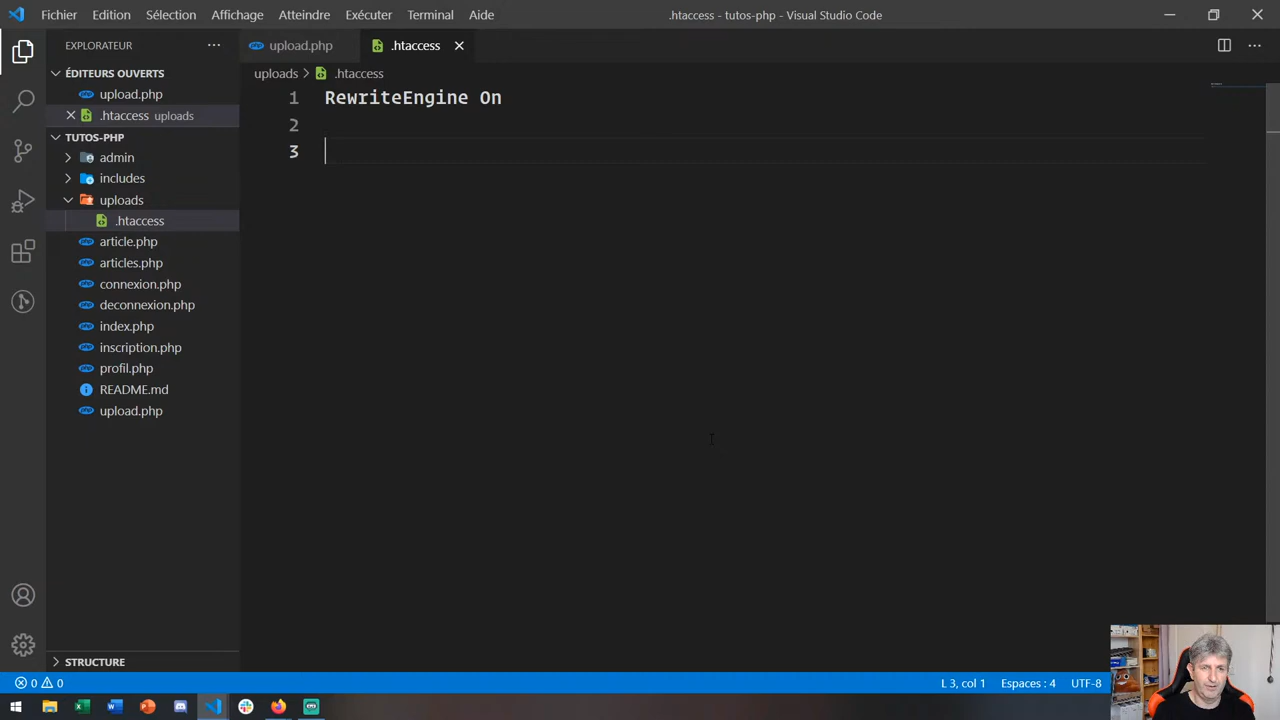 Fichier Edition Sélection Affichage Atteindre Exécuter Terminal Aide .htaccess - tutos-php - Visual Studio Code
EXPLORATEUR
upload.php .htaccess
ÉDITEURS OUVERTS
upload.php
.htaccess uploads
TUTOS-PHP
admin
includes
uploads
.htaccess
article.php
articles.php
connexion.php
deconnexion.php
index.php
inscription.php
profil.php
README.md
upload.php
STRUCTURE
uploads > .htaccess
1 RewriteEngine On
2
3
0 0 L 3, col 1 Espaces : 4 UTF-8